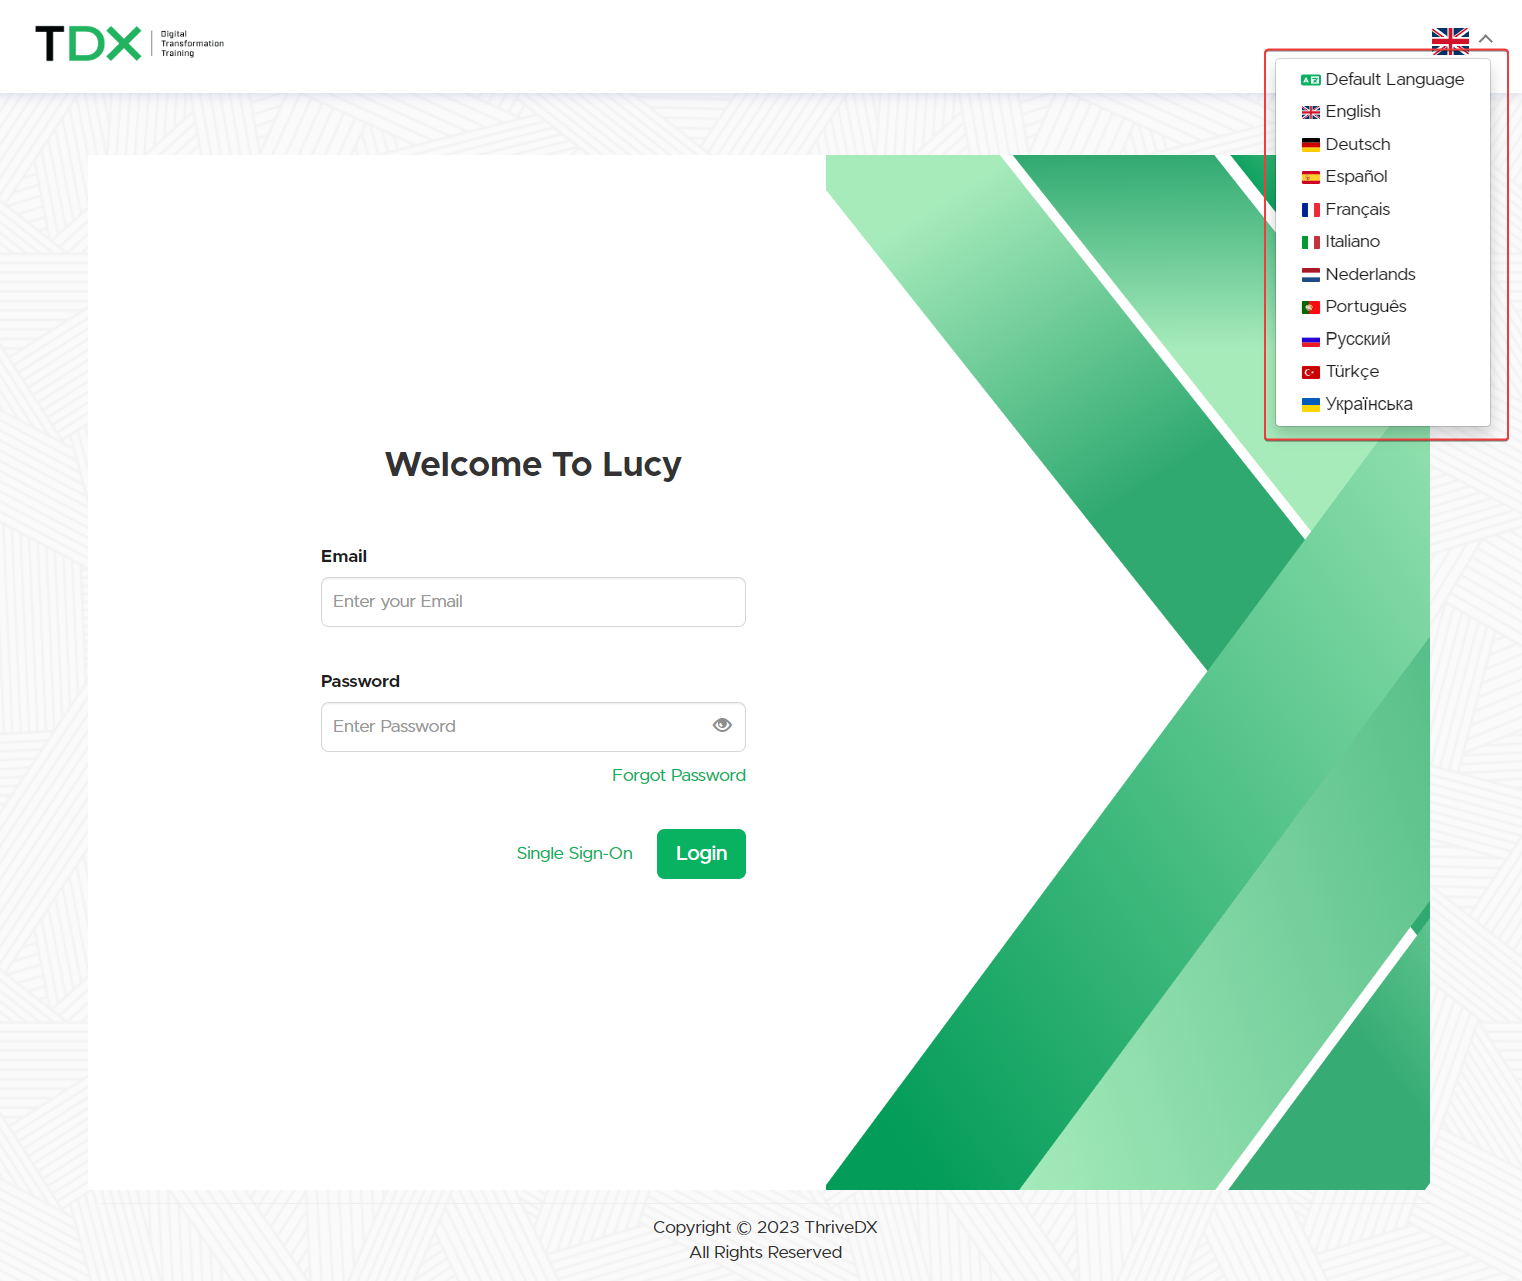 TDX
Digital
Transformation
Training
Default Language
English
Deutsch
Español
Français
Italiano
Nederlands
Português
Русский
Türkçe
Українська
Welcome To Lucy
Email
Enter your Email
Password
Enter Password
Forgot Password
Single Sign-On
Login
Copyright © 2023 ThriveDX
All Rights Reserved